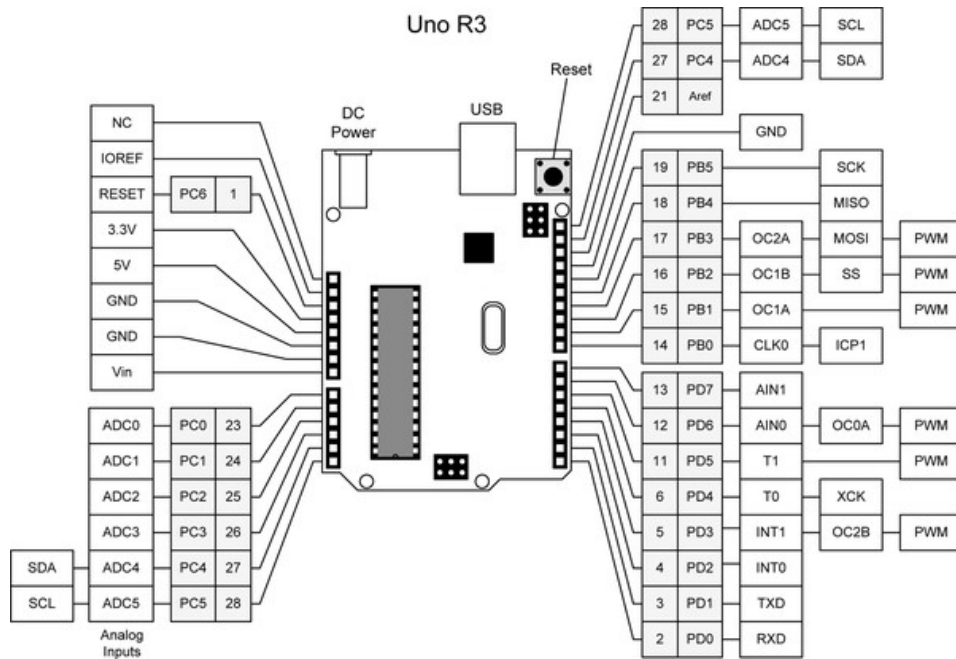 Uno R3
Reset
DC
Power
USB
NC
IOREF
RESET PC6 1
3.3V
5V
GND
GND
Vin
ADC0 PC0 23
ADC1 PC1 24
ADC2 PC2 25
ADC3 PC3 26
SDA ADC4 PC4 27
SCL ADC5 PC5 28
Analog
Inputs
28 PC5 ADC5 SCL
27 PC4 ADC4 SDA
21 Aref
GND
19 PB5 SCK
18 PB4 MISO
17 PB3 OC2A MOSI PWM
16 PB2 OC1B SS PWM
15 PB1 OC1A PWM
14 PB0 CLK0 ICP1
13 PD7 AIN1
12 PD6 AIN0 OC0A PWM
11 PD5 T1 PWM
6 PD4 T0 XCK
5 PD3 INT1 OC2B PWM
4 PD2 INT0
3 PD1 TXD
2 PD0 RXD